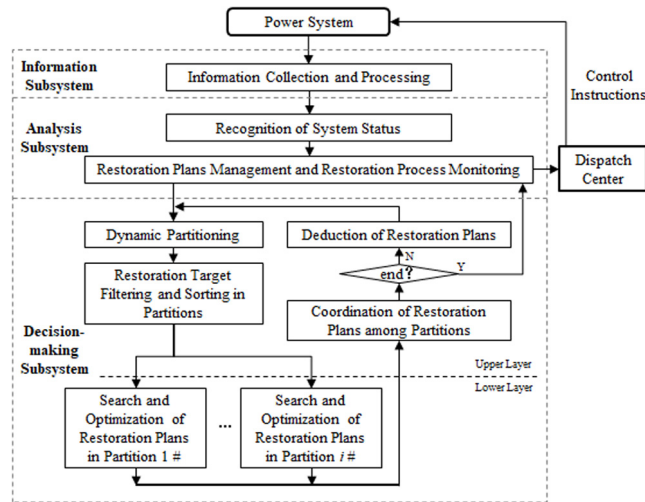 Power System
Information
Subsystem
Information Collection and Processing
Control
Instructions
Analysis
Subsystem
Recognition of System Status
Restoration Plans Management and Restoration Process Monitoring
Dispatch
Center
Dynamic Partitioning
Deduction of Restoration Plans
N
end?
Y
Restoration Target
Filtering and Sorting in
Partitions
Coordination of Restoration
Plans among Partitions
Decision-
making
Subsystem
Upper Layer
Lower Layer
Search and
Optimization of
Restoration Plans
in Partition 1 #
...
Search and
Optimization of
Restoration Plans
in Partition i #